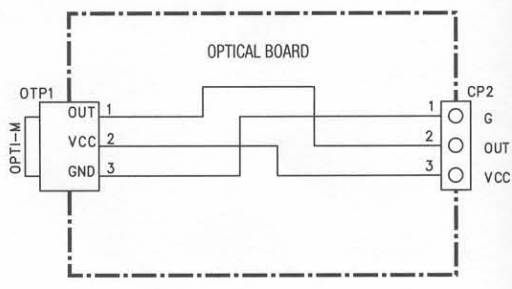 OPTICAL BOARD
OTP1
CP2
OPTI-M
OUT 1
VCC 2
GND 3
1 G
2 OUT
3 VCC